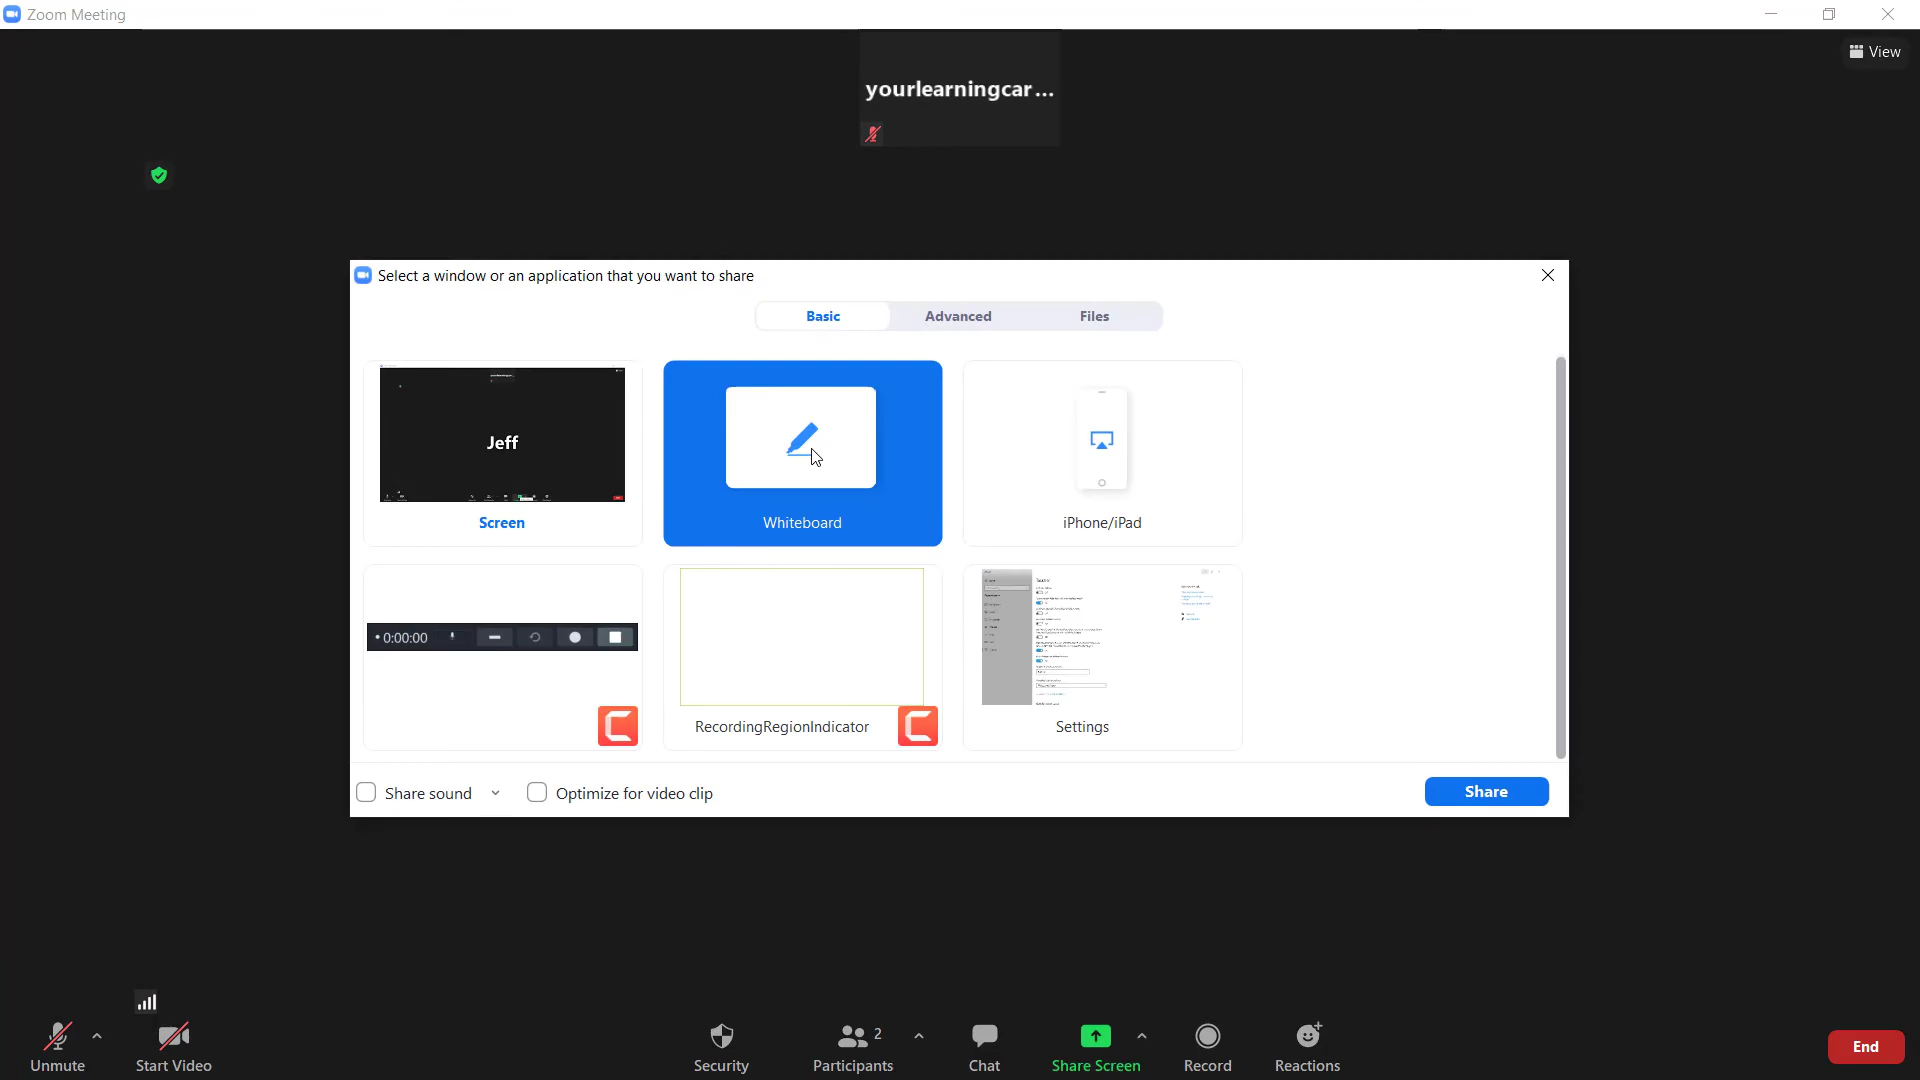 Zoom Meeting
View
yourlearningcar...
Select a window or an application that you want to share
Basic
Advanced
Files
Jeff
Screen
Whiteboard
iPhone/iPad
0:00:00
RecordingRegionIndicator
Settings
Share sound
Optimize for video clip
Share
Unmute
Start Video
Security
Participants
2
Chat
Share Screen
Record
Reactions
End